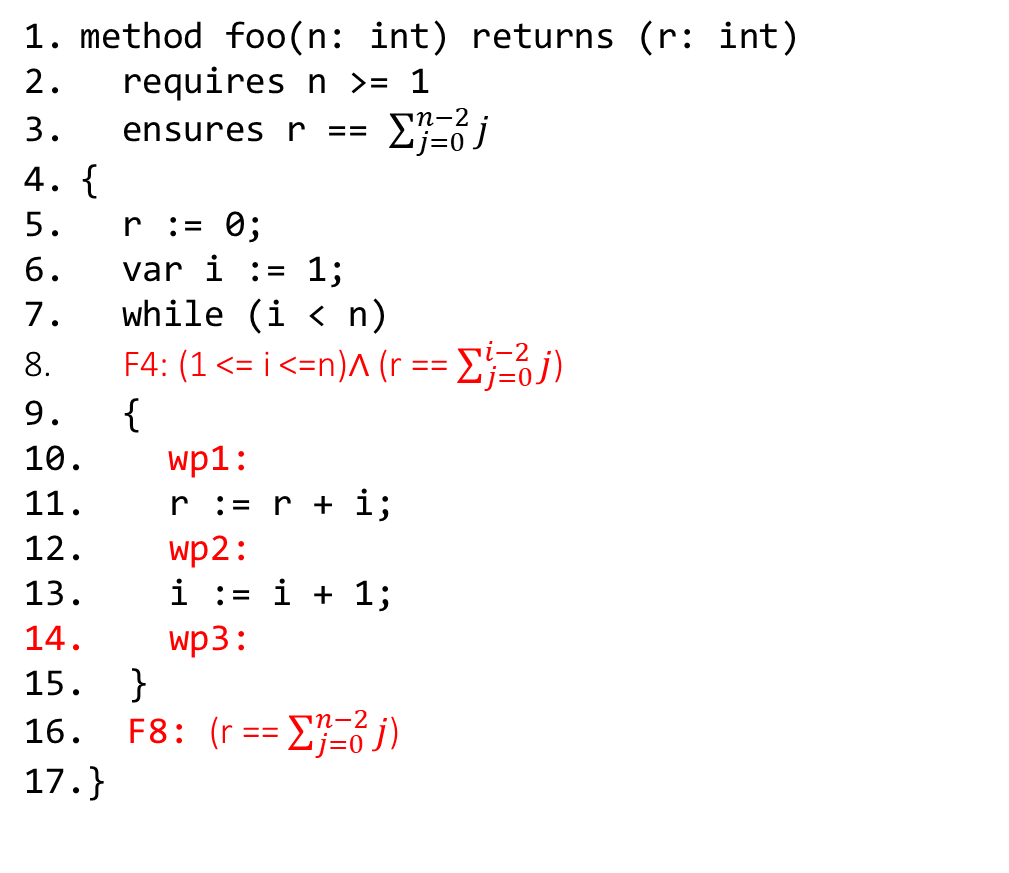 1. method foo(n: int) returns (r: int)
2. requires n >= 1
3. ensures r == ∑_{j=0}^{n−2} j
4. {
5. r := 0;
6. var i := 1;
7. while (i < n)
8. F4: (1 <= i <=n)∧ (r == ∑_{j=0}^{i−2} j)
9. {
10. wp1:
11. r := r + i;
12. wp2:
13. i := i + 1;
14. wp3:
15. }
16. F8: (r == ∑_{j=0}^{n−2} j)
17.}